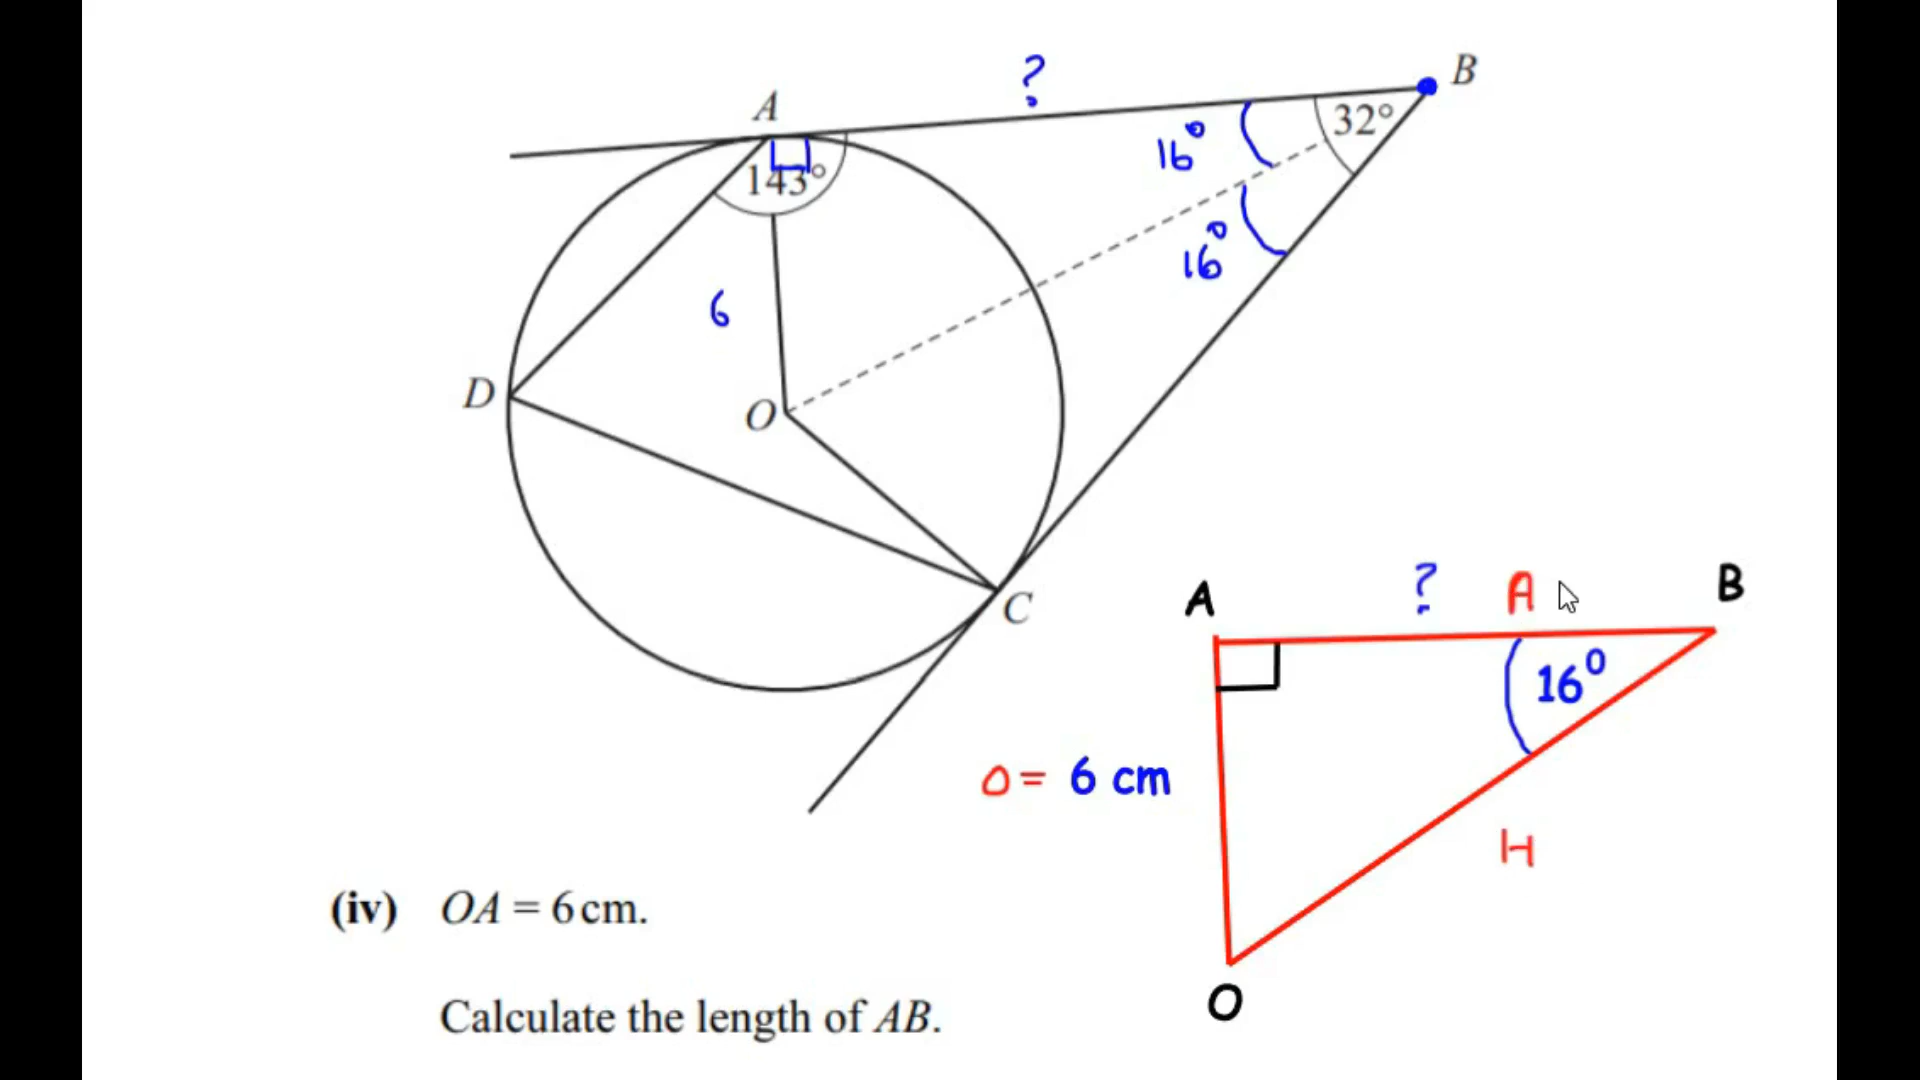 ?
B
A
32°
16°
143°
16°
6
D
O
C
? A B
A
16°
O = 6 cm
H
(iv) OA = 6 cm.
O
Calculate the length of AB.